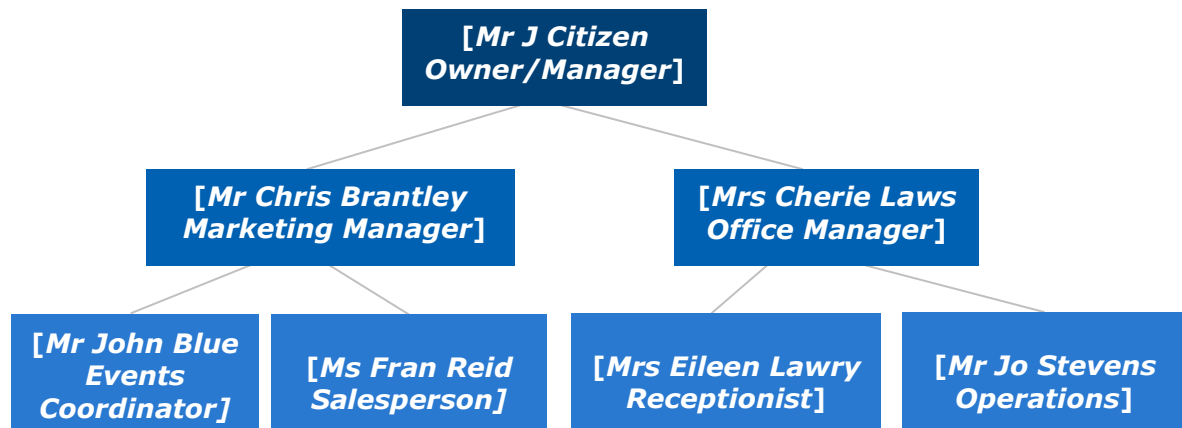 [Mr J Citizen
Owner/Manager]
[Mr Chris Brantley
Marketing Manager]
[Mrs Cherie Laws
Office Manager]
[Mr John Blue
Events
Coordinator]
[Ms Fran Reid
Salesperson]
[Mrs Eileen Lawry
Receptionist]
[Mr Jo Stevens
Operations]